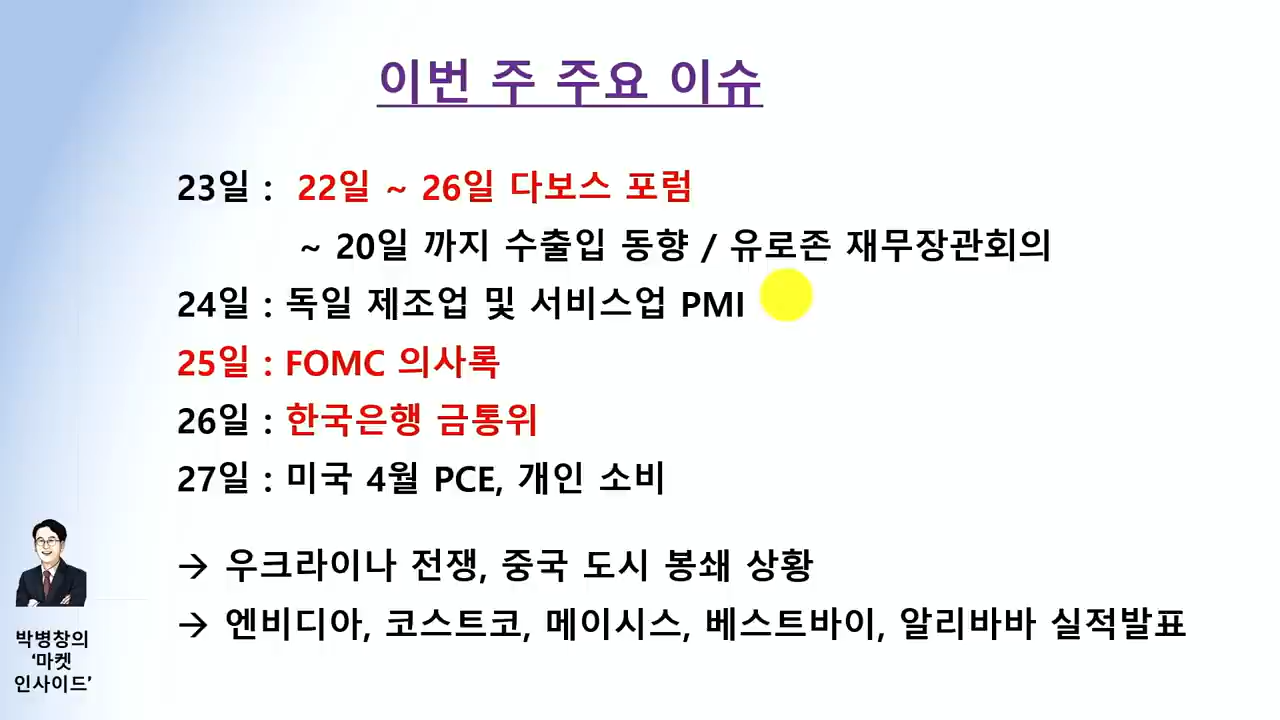 이번 주 주요 이슈
23일 : 22일 ~ 26일 다보스 포럼
~ 20일 까지 수출입 동향 / 유로존 재무장관회의
24일 : 독일 제조업 및 서비스업 PMI
25일 : FOMC 의사록
26일 : 한국은행 금통위
27일 : 미국 4월 PCE, 개인 소비
→ 우크라이나 전쟁, 중국 도시 봉쇄 상황
→ 엔비디아, 코스트코, 메이시스, 베스트바이, 알리바바 실적발표
박병창의
‘마켓
인사이드’